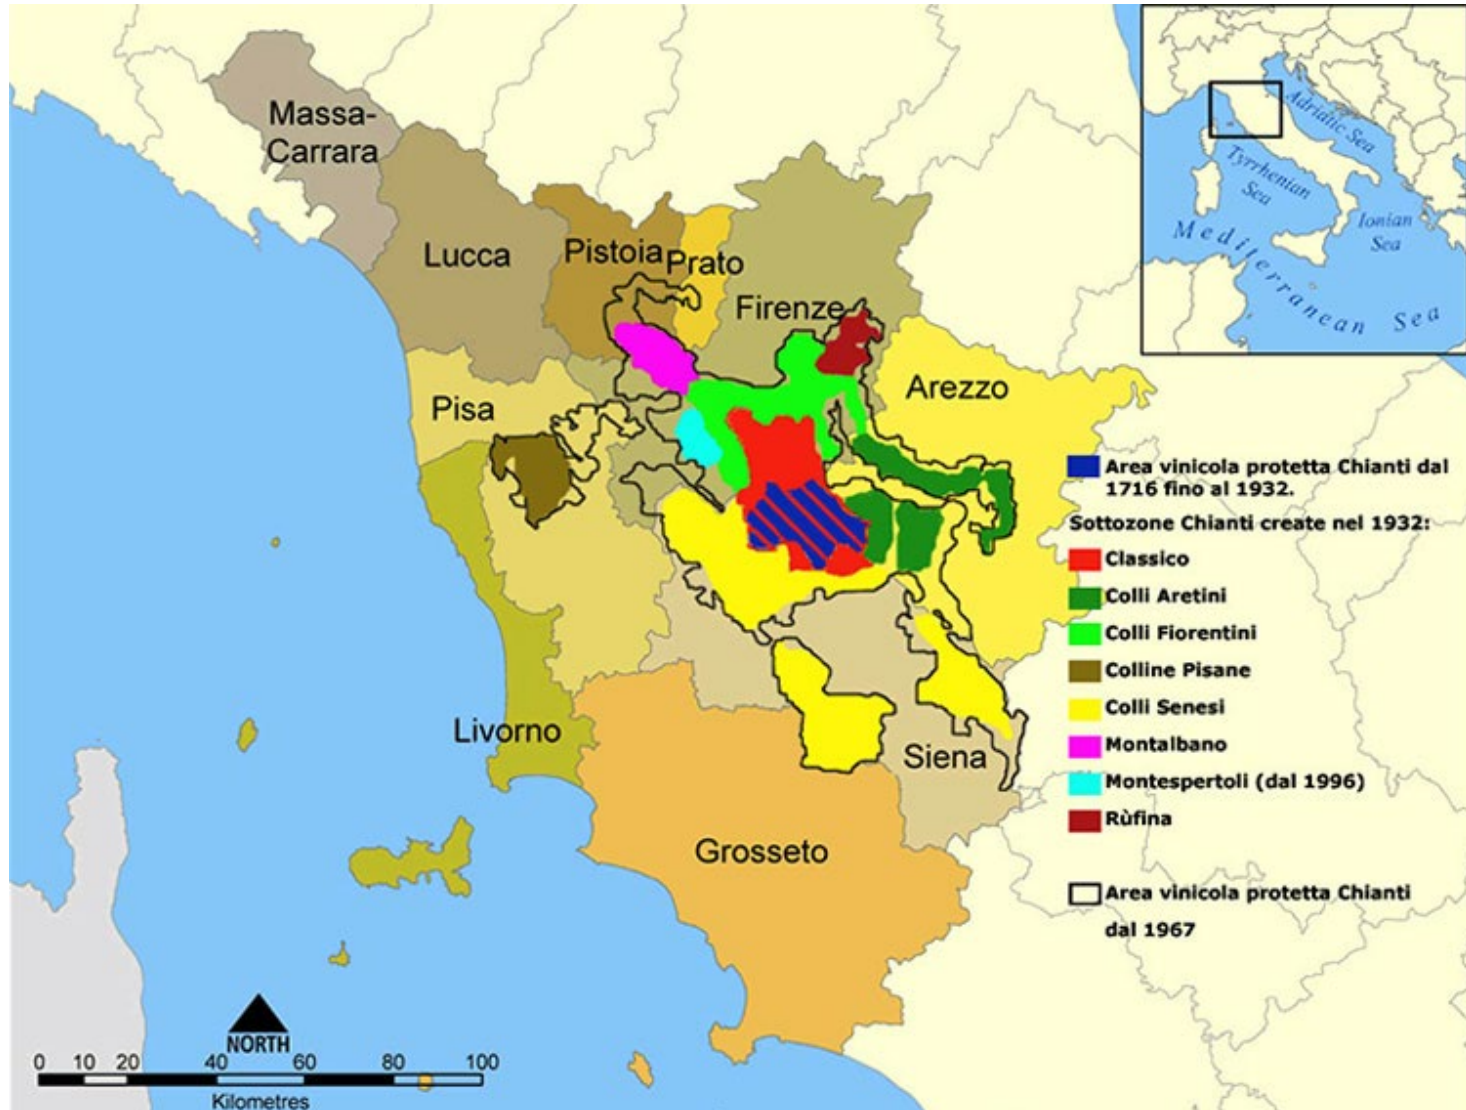 Massa-
Carrara
Lucca
Pistoia
Prato
Firenze
Pisa
Arezzo
Livorno
Siena
Grosseto
Adriatic Sea
Tyrrhenian
Sea
Ionian
Sea
Mediterranean Sea
Area vinicola protetta Chianti dal
1716 fino al 1932.
Sottozone Chianti create nel 1932:
Classico
Colli Aretini
Colli Fiorentini
Colline Pisane
Colli Senesi
Montalbano
Montespertoli (dal 1996)
Rùfina
Area vinicola protetta Chianti
dal 1967
NORTH
0 10 20 40 60 80 100
Kilometres